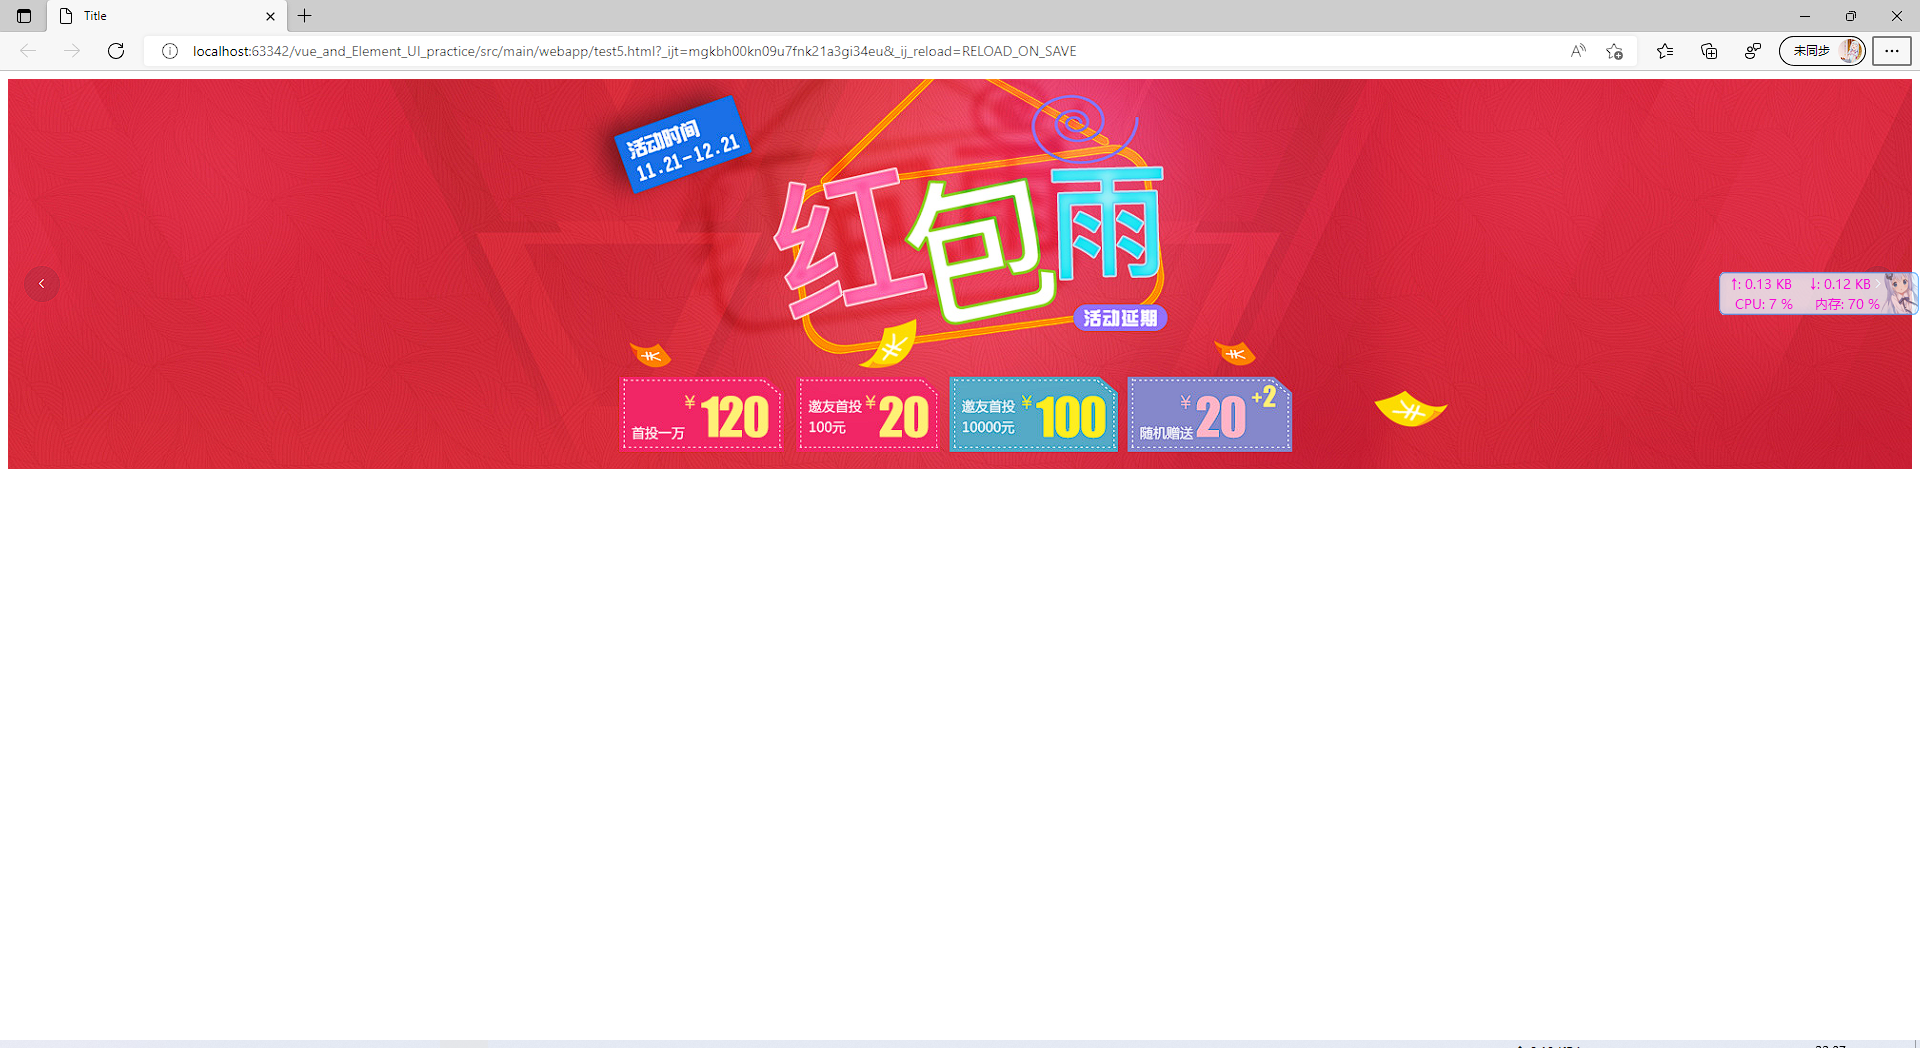 Title
localhost:63342/vue_and_Element_UI_practice/src/main/webapp/test5.html?_ijt=mgkbh00kn09u7fnk21a3gi34eu&_ij_reload=RELOAD_ON_SAVE
未同步
活动时间
11.21-12.21
红包雨
活动延期
↑: 0.13 KB ↓: 0.12 KB
CPU: 7 % 内存: 70 %
首投一万 ¥120
邀友首投 ¥20
100元
邀友首投 ¥100
10000元
随机赠送 ¥20 +2